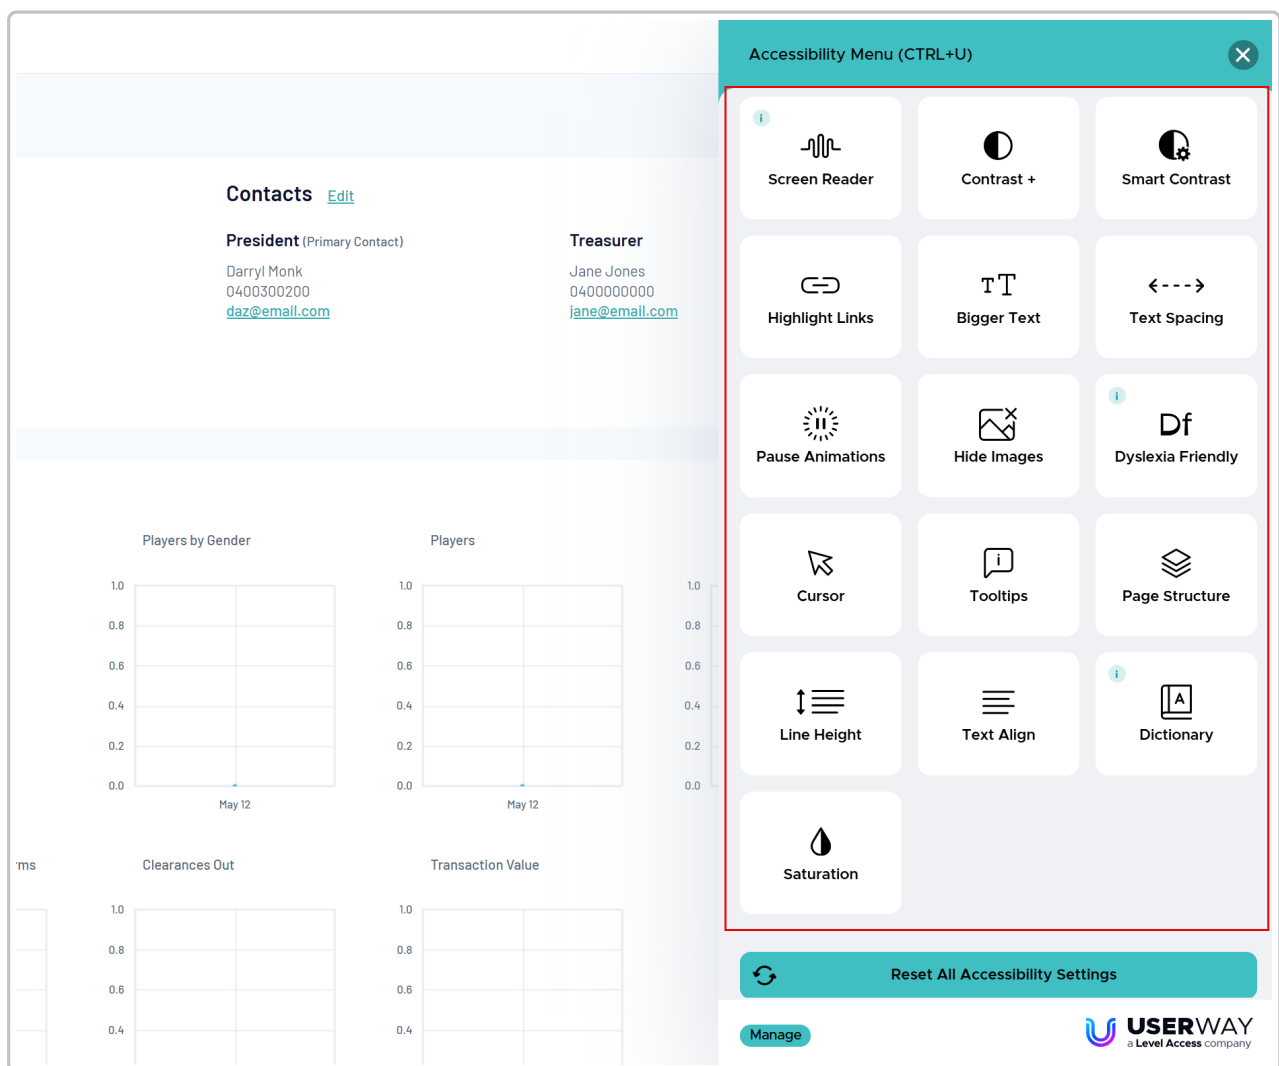 Accessibility Menu (CTRL+U)
Contacts Edit
President (Primary Contact)
Darryl Monk
0400300200
daz@email.com
Treasurer
Jane Jones
0400000000
jane@email.com
Players by Gender
1.0
0.8
0.6
0.4
0.2
0.0
May 12
Players
1.0
0.8
0.6
0.4
0.2
0.0
May 12
1.0
0.8
0.6
0.4
0.2
0.0
rms
Clearances Out
1.0
0.8
0.6
0.4
Transaction Value
1.0
0.8
0.6
0.4
i
Screen Reader
Contrast +
Smart Contrast
Highlight Links
TT
Bigger Text
Text Spacing
Pause Animations
Hide Images
i
Df
Dyslexia Friendly
Cursor
i
Tooltips
Page Structure
Line Height
Text Align
i
A
Dictionary
Saturation
Reset All Accessibility Settings
Manage
USERWAY
a Level Access company